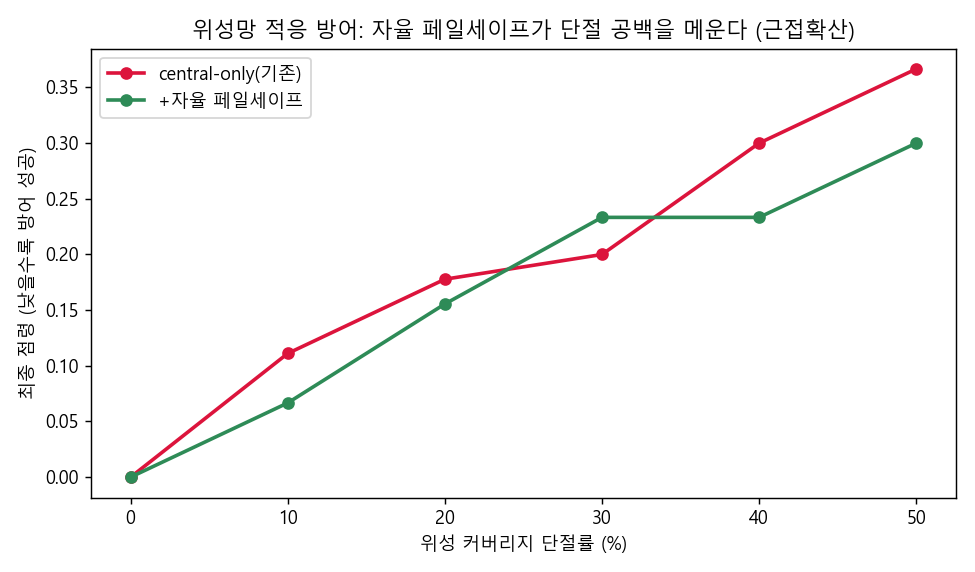 위성망 적응 방어: 자율 페일세이프가 단절 공백을 메운다 (근접확산)
central-only(기존)
+자율 페일세이프
최종 점령 (낮을수록 방어 성공)
0.35
0.30
0.25
0.20
0.15
0.10
0.05
0.00
0 10 20 30 40 50
위성 커버리지 단절률 (%)